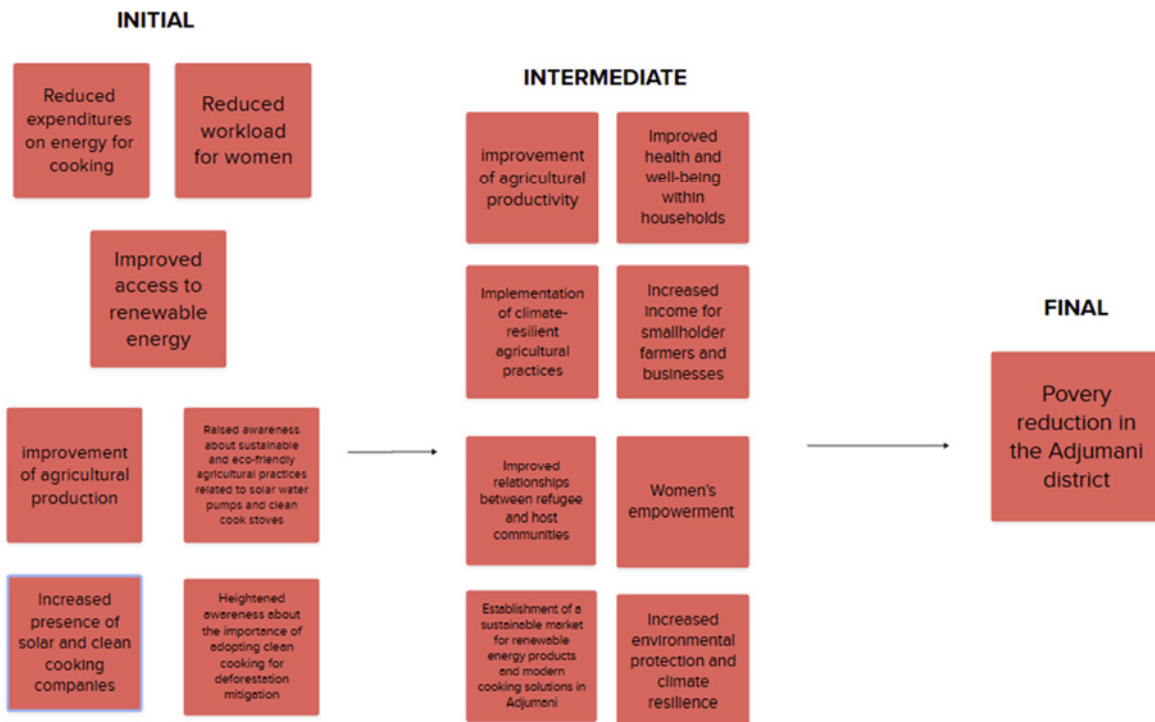 INITIAL
Reduced
expenditures
on energy for
cooking
Reduced
workload
for women
Improved
access to
renewable
energy
improvement
of agricultural
production
Raised awareness
about sustainable
and eco-friendly
agricultural practices
related to solar water
pumps and clean
cook stoves
Increased
presence of
solar and clean
cooking
companies
Heightened
awareness about
the importance of
adopting clean
cooking for
deforestation
mitigation
INTERMEDIATE
improvement
of agricultural
productivity
Improved
health and
well-being
within
households
Implementation
of climate-
resilient
agricultural
practices
Increased
income for
smallholder
farmers and
businesses
Improved
relationships
between refugee
and host
communities
Women's
empowerment
Establishment of a
sustainable market
for renewable
energy products
and modern
cooking solutions in
Adjumani
Increased
environmental
protection and
climate
resilience
FINAL
Povery
reduction in
the Adjumani
district